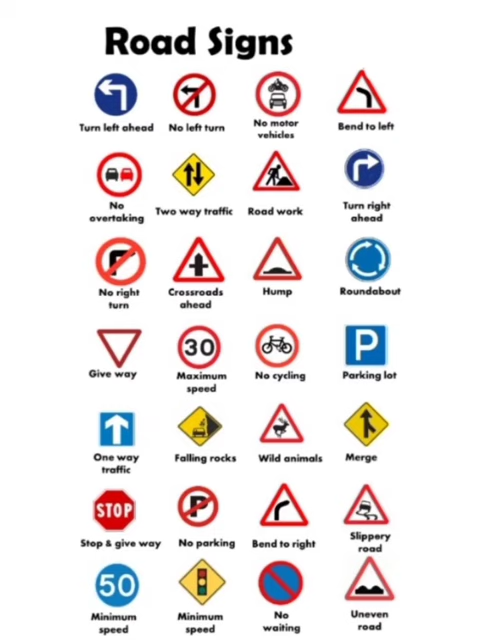 Road Signs
Turn left ahead
No left turn
No motor
vehicles
Bend to left
No
overtaking
Two way traffic
Road work
Turn right
ahead
No right
turn
Crossroads
ahead
Hump
Roundabout
Give way
30
Maximum
speed
No cycling
P
Parking lot
One way
traffic
Falling rocks
Wild animals
Merge
STOP
Stop & give way
P
No parking
Bend to right
Slippery
road
50
Minimum
speed
Minimum
speed
No
waiting
Uneven
road